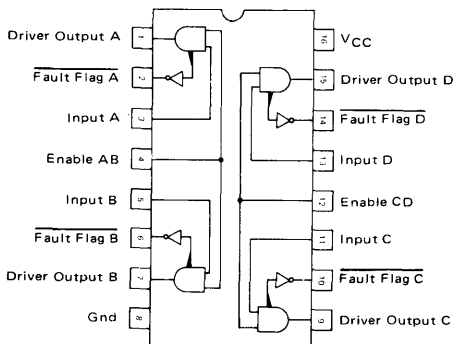 Driver Output A 1
Fault Flag A 2
Input A 3
Enable AB 4
Input B 5
Fault Flag B 6
Driver Output B 7
Gnd 8
16 VCC
15 Driver Output D
14 Fault Flag D
13 Input D
12 Enable CD
11 Input C
10 Fault Flag C
9 Driver Output C